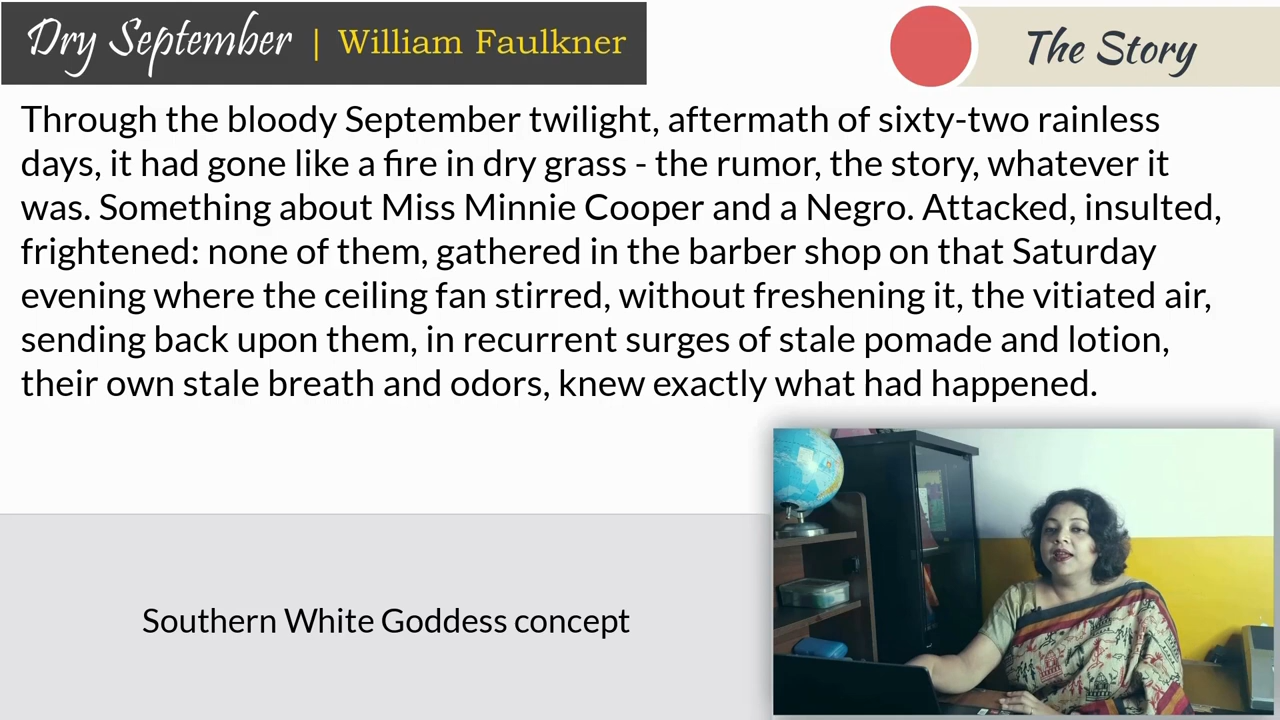 Dry September | William Faulkner
The Story
Through the bloody September twilight, aftermath of sixty-two rainless
days, it had gone like a fire in dry grass - the rumor, the story, whatever it
was. Something about Miss Minnie Cooper and a Negro. Attacked, insulted,
frightened: none of them, gathered in the barber shop on that Saturday
evening where the ceiling fan stirred, without freshening it, the vitiated air,
sending back upon them, in recurrent surges of stale pomade and lotion,
their own stale breath and odors, knew exactly what had happened.
Southern White Goddess concept